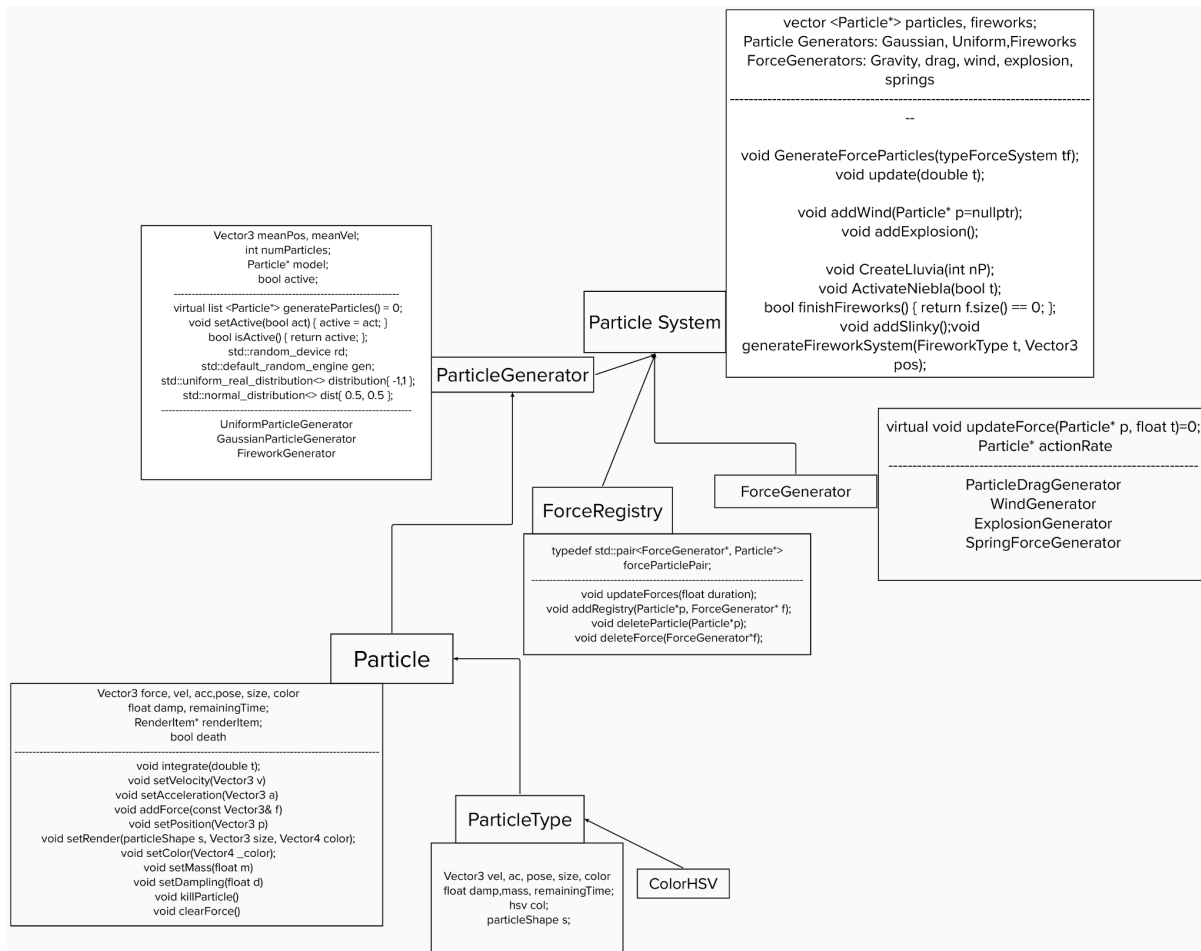 vector <Particle*> particles, fireworks;
Particle Generators: Gaussian, Uniform,Fireworks
ForceGenerators: Gravity, drag, wind, explosion,
springs
--------------------------------------------------------------------------------
--
void GenerateForceParticles(typeForceSystem tf);
void update(double t);
void addWind(Particle* p=nullptr);
void addExplosion();
void CreateLluvia(int nP);
void ActivateNiebla(bool t);
bool finishFireworks() { return f.size() == 0; };
void addSlinky();void
generateFireworkSystem(FireworkType t, Vector3
pos);
Particle System
Vector3 meanPos, meanVel;
int numParticles;
Particle* model;
bool active;
--------------------------------------------------------------
virtual list <Particle*> generateParticles() = 0;
void setActive(bool act) { active = act; }
bool isActive() { return active; };
std::random_device rd;
std::default_random_engine gen;
std::uniform_real_distribution<> distribution{ -1,1 };
std::normal_distribution<> dist{ 0.5, 0.5 };
--------------------------------------------------------------------
UniformParticleGenerator
GaussianParticleGenerator
FireworkGenerator
ParticleGenerator
ForceGenerator
virtual void updateForce(Particle* p, float t)=0;
Particle* actionRate
--------------------------------------------------------------------
ParticleDragGenerator
WindGenerator
ExplosionGenerator
SpringForceGenerator
ForceRegistry
typedef std::pair<ForceGenerator*, Particle*>
forceParticlePair;
--------------------------------------------------------------------------
void updateForces(float duration);
void addRegistry(Particle*p, ForceGenerator* f);
void deleteParticle(Particle*p);
void deleteForce(ForceGenerator*f);
Particle
Vector3 force, vel, acc,pose, size, color
float damp, remainingTime;
RenderItem* renderItem;
bool death
----------------------------------------------------------------------------------------------------
void integrate(double t);
void setVelocity(Vector3 v)
void setAcceleration(Vector3 a)
void addForce(const Vector3& f)
void setPosition(Vector3 p)
void setRender(particleShape s, Vector3 size, Vector4 color);
void setColor(Vector4 _color);
void setMass(float m)
void setDampling(float d)
void killParticle()
void clearForce()
ParticleType
Vector3 vel, ac, pose, size, color
float damp,mass, remainingTime;
hsv col;
particleShape s;
ColorHSV